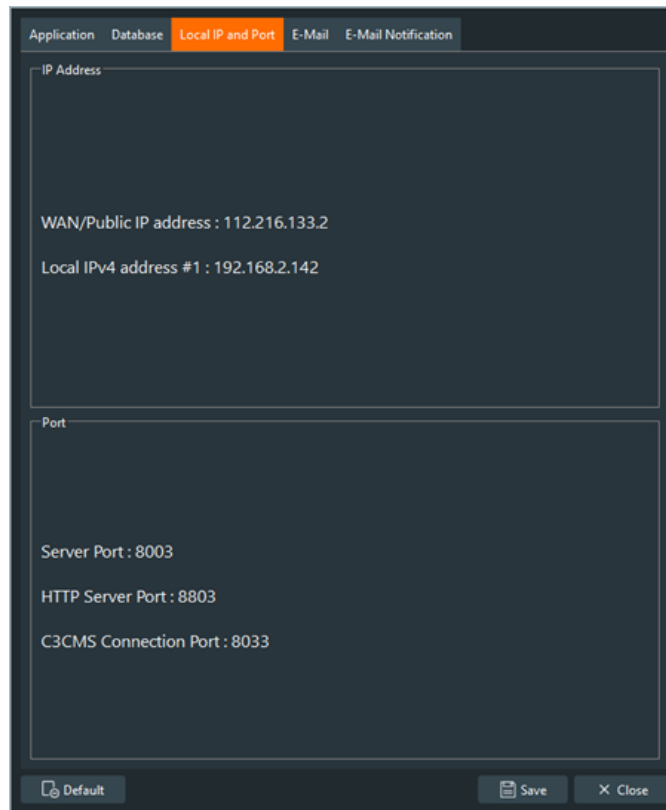 Application Database Local IP and Port E-Mail E-Mail Notification
IP Address
WAN/Public IP address : 112.216.133.2
Local IPv4 address #1 : 192.168.2.142
Port
Server Port : 8003
HTTP Server Port : 8803
C3CMS Connection Port : 8033
Default Save Close